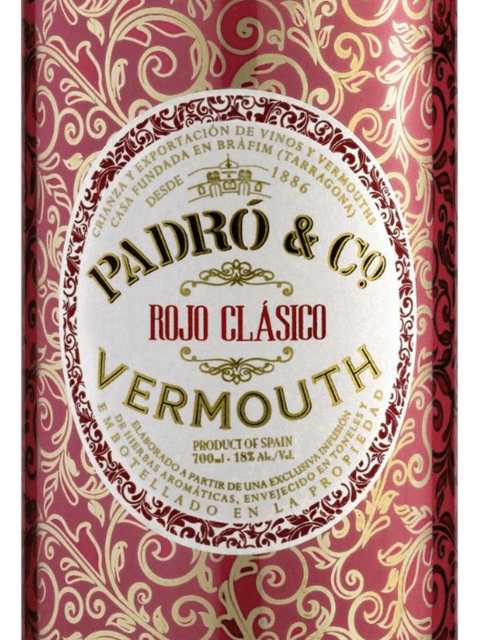 CRIANZA Y EXPORTACIÓN DE VINOS Y VERMOUTHS
CASA FUNDADA EN BRÀFIM (TARRAGONA)
DESDE 1886
PADRÓ & Cº
ROJO CLÁSICO
VERMOUTH
PRODUCT OF SPAIN
700ml - 18% Alc./Vol.
ELABORADO A PARTIR DE UNA EXCLUSIVA INFUSIÓN
DE HIERBAS AROMÁTICAS, ENVEJECIDO EN TONELES Y
EMBOTELLADO EN LA PROPIEDAD